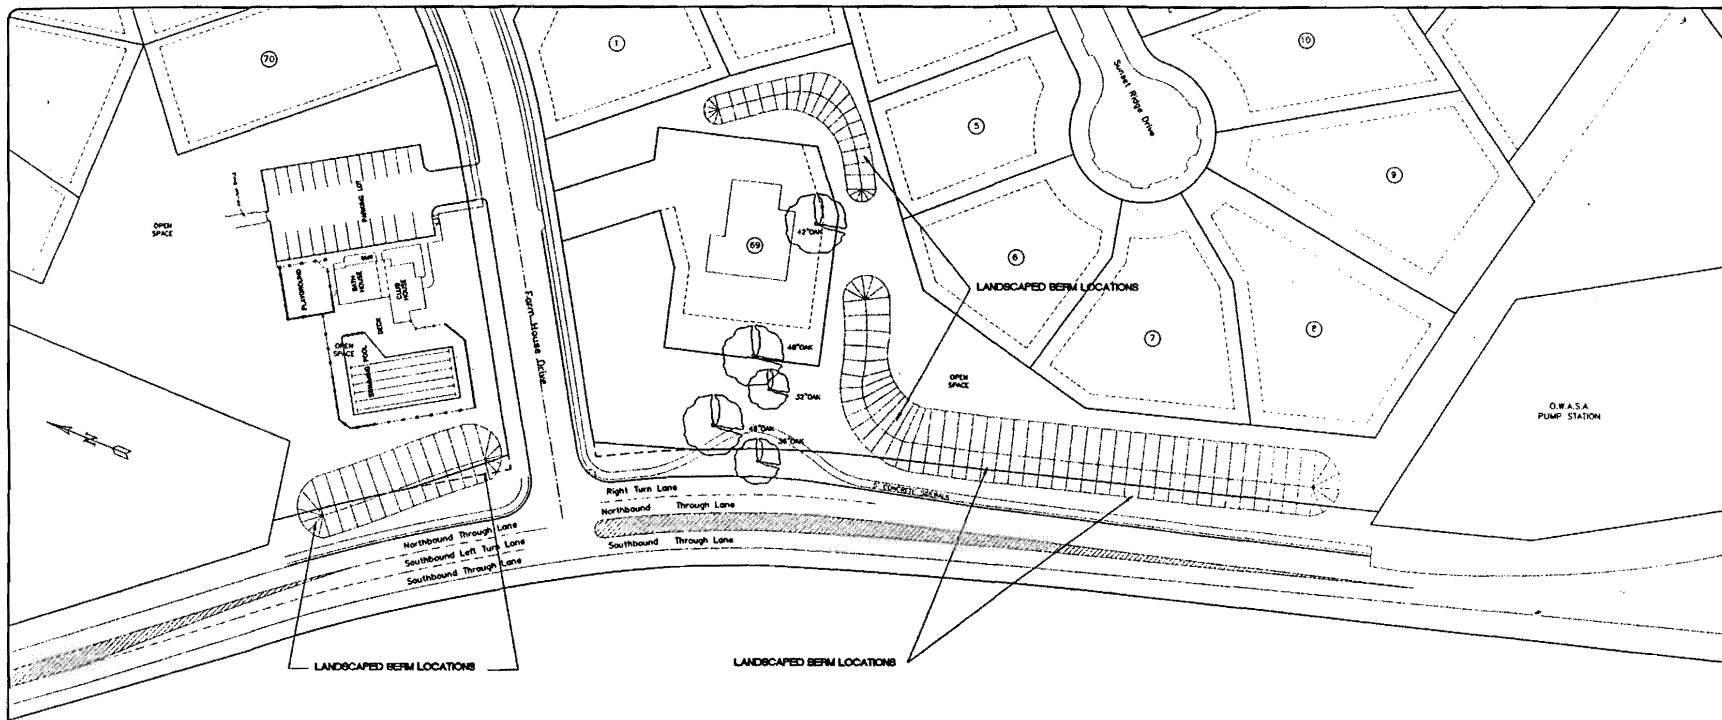 70
1
10
Sunset Ridge Drive
5
9
PARKING LOT
OPEN
SPACE
42"OAK
69
6
PLAYGROUND
BATH
HOUSE
CLUB
HOUSE
LANDSCAPED BERM LOCATIONS
Farm House Drive
DECK
OPEN
SPACE
SWIMMING POOL
7
8
48"OAK
OPEN
SPACE
32"OAK
O.W.A.S.A.
PUMP STATION
N
48"OAK
36"OAK
5' CONCRETE SIDEWALK
Right Turn Lane
Northbound Through Lane
Northbound Through Lane
Southbound Left Turn Lane
Southbound Through Lane
Southbound Through Lane
LANDSCAPED BERM LOCATIONS
LANDSCAPED BERM LOCATIONS